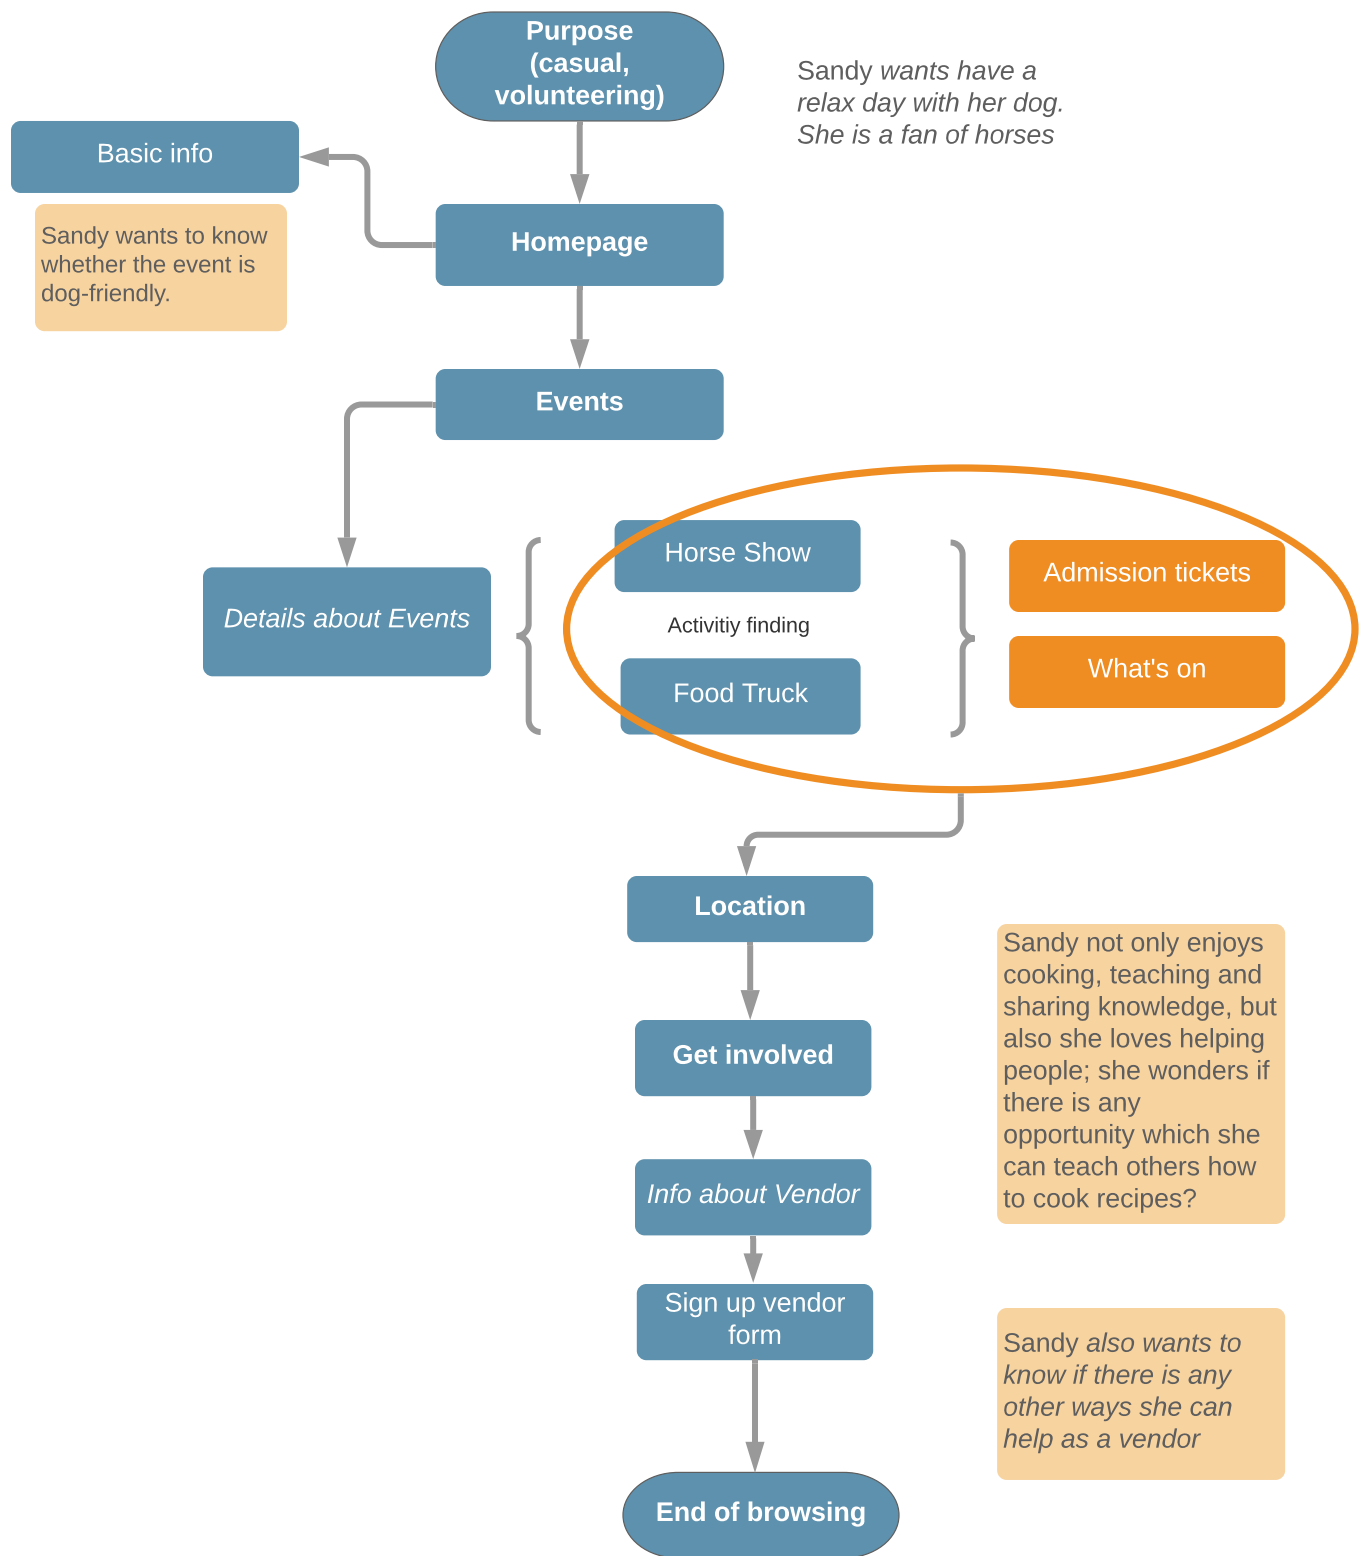 Purpose
(casual,
volunteering)
Sandy wants have a
relax day with her dog.
She is a fan of horses
Basic info
Sandy wants to know
whether the event is
dog-friendly.
Homepage
Events
Details about Events
Horse Show
Activitiy finding
Food Truck
Admission tickets
What's on
Location
Get involved
Info about Vendor
Sign up vendor
form
Sandy not only enjoys
cooking, teaching and
sharing knowledge, but
also she loves helping
people; she wonders if
there is any
opportunity which she
can teach others how
to cook recipes?
Sandy also wants to
know if there is any
other ways she can
help as a vendor
End of browsing